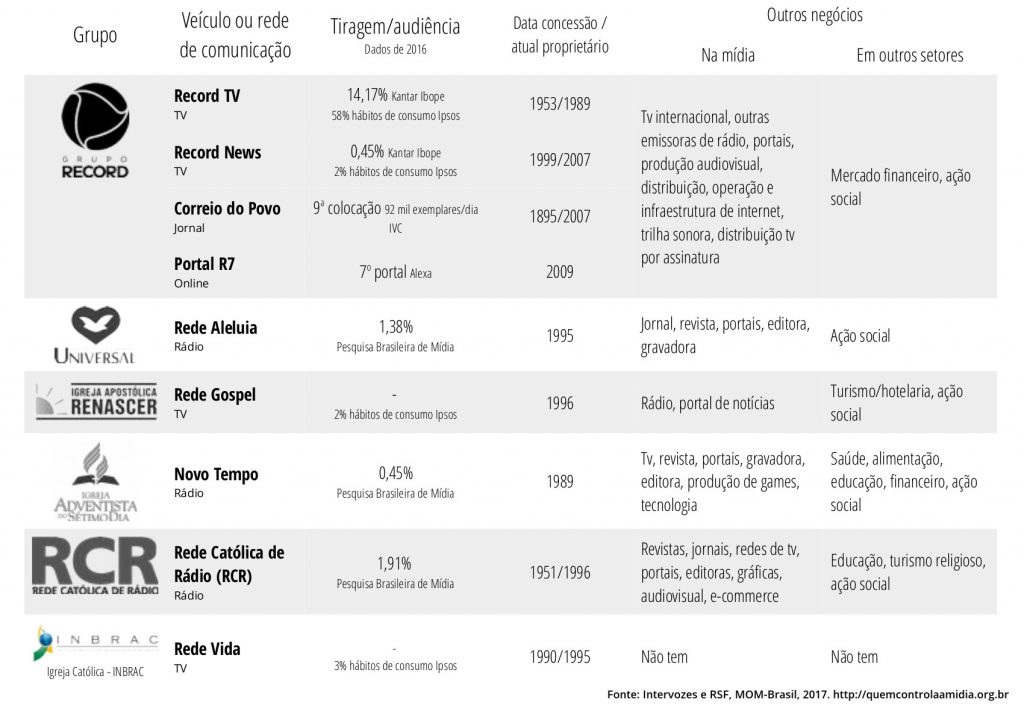 Grupo
Veículo ou rede
de comunicação
Tiragem/audiência
Dados de 2016
Data concessão /
atual proprietário
Outros negócios
Na mídia
Em outros setores
GRUPO
RECORD
Record TV
TV
14,17% Kantar Ibope
58% hábitos de consumo Ipsos
1953/1989
Record News
TV
0,45% Kantar Ibope
2% hábitos de consumo Ipsos
1999/2007
Correio do Povo
Jornal
9ª colocação 92 mil exemplares/dia
IVC
1895/2007
Portal R7
Online
7º portal Alexa
2009
Tv internacional, outras
emissoras de rádio, portais,
produção audiovisual,
distribuição, operação e
infraestrutura de internet,
trilha sonora, distribuição tv
por assinatura
Mercado financeiro, ação
social
UNIVERSAL
Rede Aleluia
Rádio
1,38%
Pesquisa Brasileira de Mídia
1995
Jornal, revista, portais, editora,
gravadora
Ação social
IGREJA APOSTÓLICA
RENASCER
Rede Gospel
TV
-
2% hábitos de consumo Ipsos
1996
Rádio, portal de notícias
Turismo/hotelaria, ação
social
IGREJA
ADVENTISTA
DO SÉTIMO DIA
Novo Tempo
Rádio
0,45%
Pesquisa Brasileira de Mídia
1989
Tv, revista, portais, gravadora,
editora, produção de games,
tecnologia
Saúde, alimentação,
educação, financeiro, ação
social
RCR
REDE CATÓLICA DE RÁDIO
Rede Católica de
Rádio (RCR)
Rádio
1,91%
Pesquisa Brasileira de Mídia
1951/1996
Revistas, jornais, redes de tv,
portais, editoras, gráficas,
audiovisual, e-commerce
Educação, turismo religioso,
ação social
INBRAC
Igreja Católica - INBRAC
Rede Vida
TV
-
3% hábitos de consumo Ipsos
1990/1995
Não tem
Não tem
Fonte: Intervozes e RSF, MOM-Brasil, 2017. http://quemcontrolaamidia.org.br